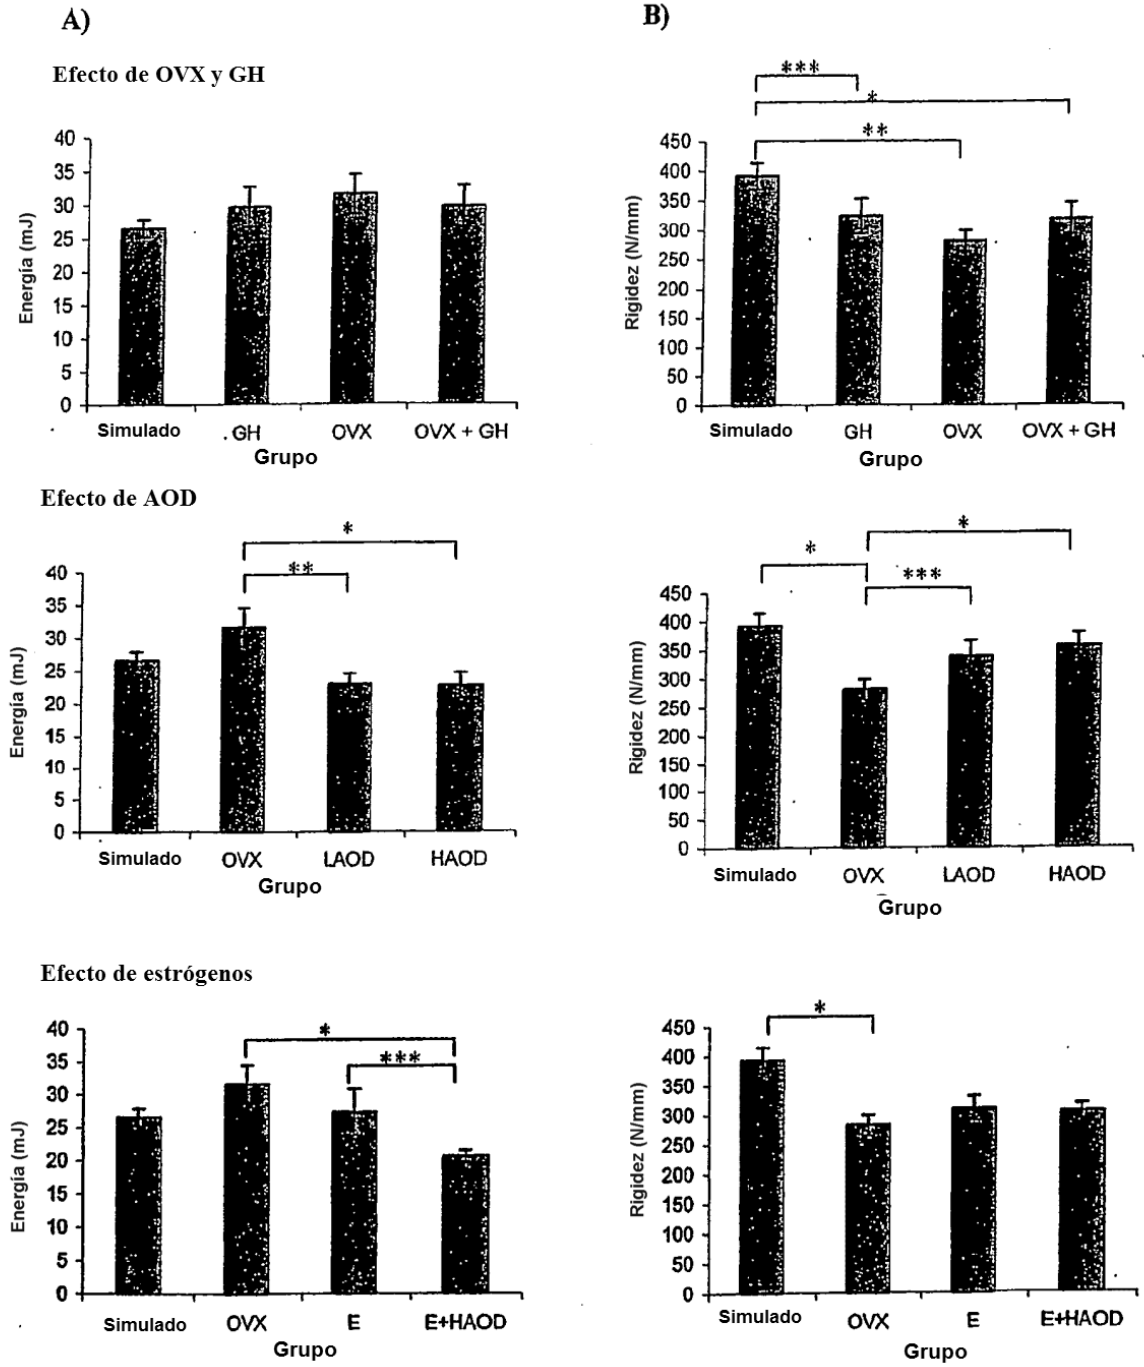 A)
B)
Efecto de OVX y GH
40
35
30
25
20
15
10
5
0
Energía (mJ)
Simulado
GH
OVX
OVX + GH
Grupo
***
*
**
450
400
350
300
250
200
150
100
50
0
Rigidez (N/mm)
Simulado
GH
OVX
OVX + GH
Grupo
Efecto de AOD
*
**
40
35
30
25
20
15
10
5
0
Energía (mJ)
Simulado
OVX
LAOD
HAOD
Grupo
*
*
***
450
400
350
300
250
200
150
100
50
0
Rigidez (N/mm)
Simulado
OVX
LAOD
HAOD
Grupo
Efecto de estrógenos
*
***
40
35
30
25
20
15
10
5
0
Energía (mJ)
Simulado
OVX
E
E+HAOD
Grupo
*
450
400
350
300
250
200
150
100
50
0
Rigidez (N/mm)
Simulado
OVX
E
E+HAOD
Grupo